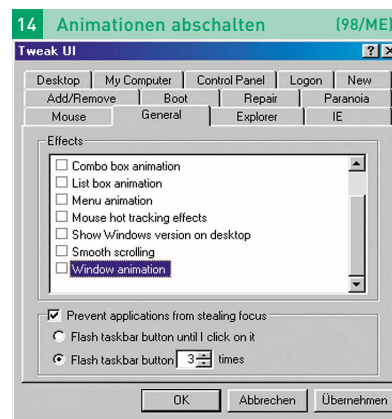 14 Animationen abschalten (98/ME)
Tweak UI
Desktop My Computer Control Panel Logon New
Add/Remove Boot Repair Paranoia
Mouse General Explorer IE
Effects
Combo box animation
List box animation
Menu animation
Mouse hot tracking effects
Show Windows version on desktop
Smooth scrolling
Window animation
Prevent applications from stealing focus
Flash taskbar button until I click on it
Flash taskbar button 3 times
OK Abbrechen Übernehmen